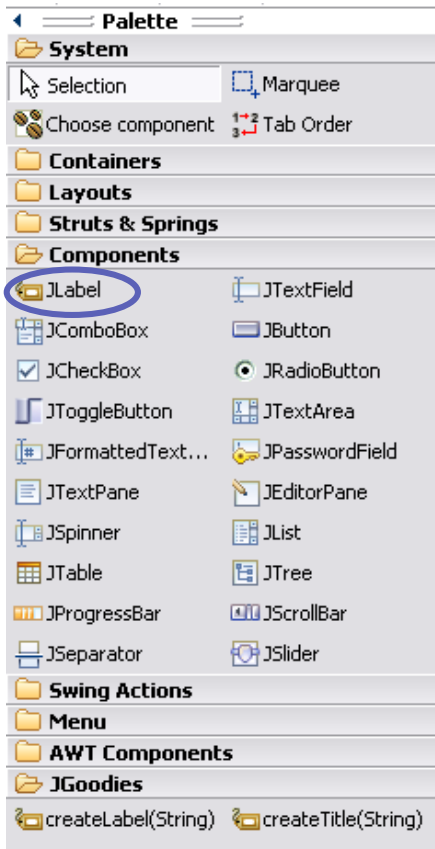 Palette
System
Selection Marquee
Choose component Tab Order
Containers
Layouts
Struts & Springs
Components
JLabel JTextField
JComboBox JButton
JCheckBox JRadioButton
JToggleButton JTextArea
JFormattedText... JPasswordField
JTextPane JEditorPane
JSpinner JList
JTable JTree
JProgressBar JScrollBar
JSeparator JSlider
Swing Actions
Menu
AWT Components
JGoodies
createLabel(String) createTitle(String)